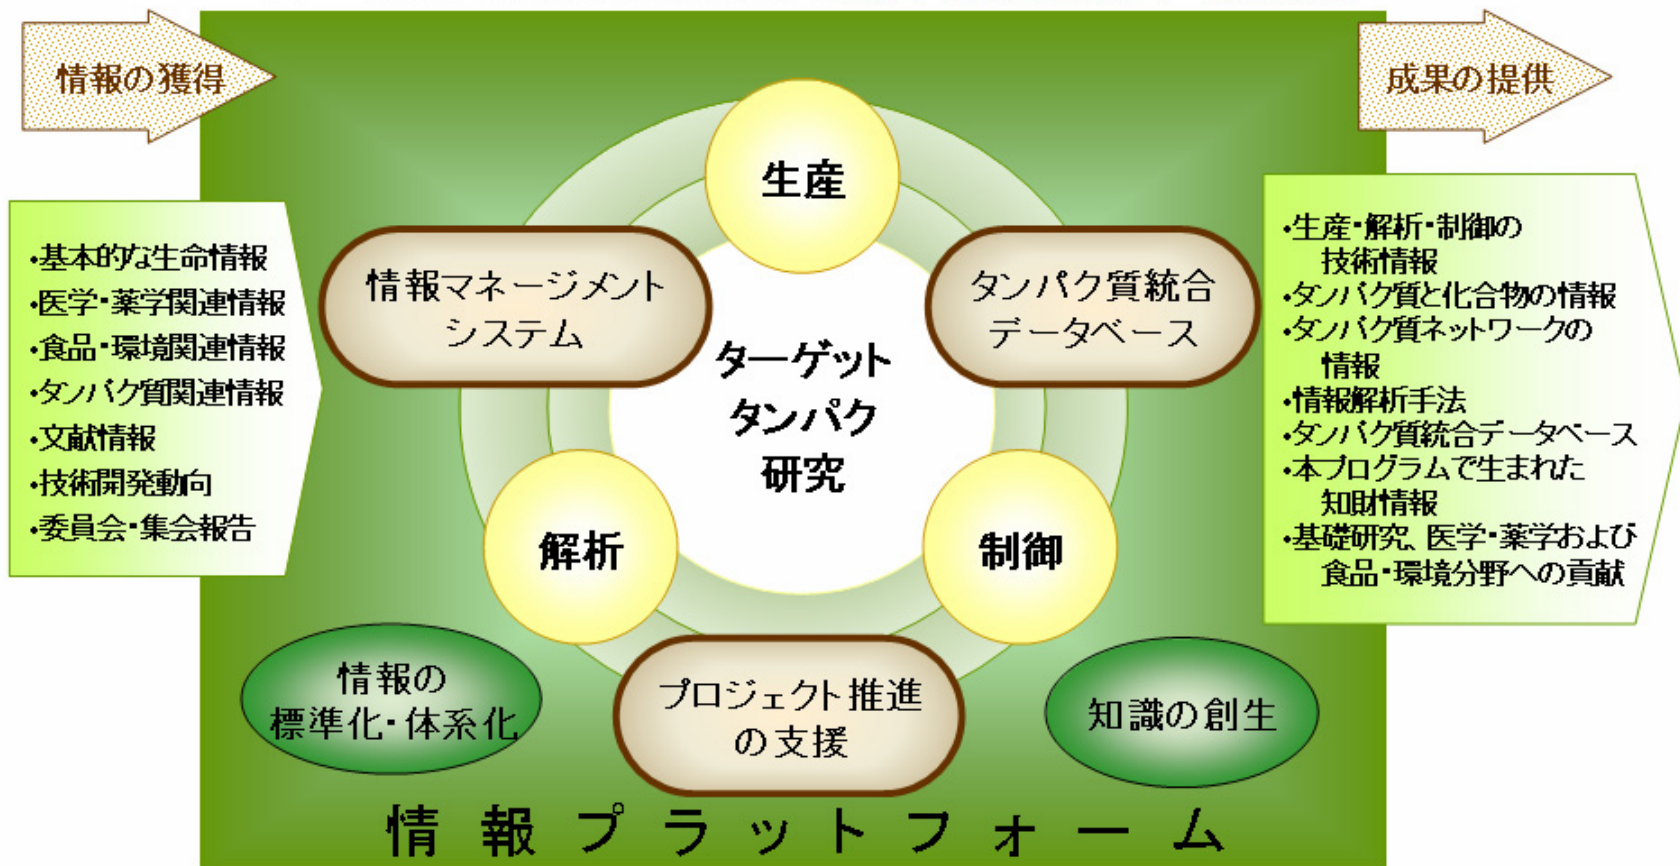 情報の獲得
成果の提供
・基本的な生命情報
・医学・薬学関連情報
・食品・環境関連情報
・タンパク質関連情報
・文献情報
・技術開発動向
・委員会・集会報告
生産
情報マネージメント
システム
タンパク質統合
データベース
ターゲット
タンパク
研究
解析
制御
情報の
標準化・体系化
プロジェクト推進
の支援
知識の創生
情報プラットフォーム
・生産・解析・制御の
技術情報
・タンパク質と化合物の情報
・タンパク質ネットワークの
情報
・情報解析手法
・タンパク質統合データベース
・本プログラムで生まれた
知財情報
・基礎研究、医学・薬学および
食品・環境分野への貢献